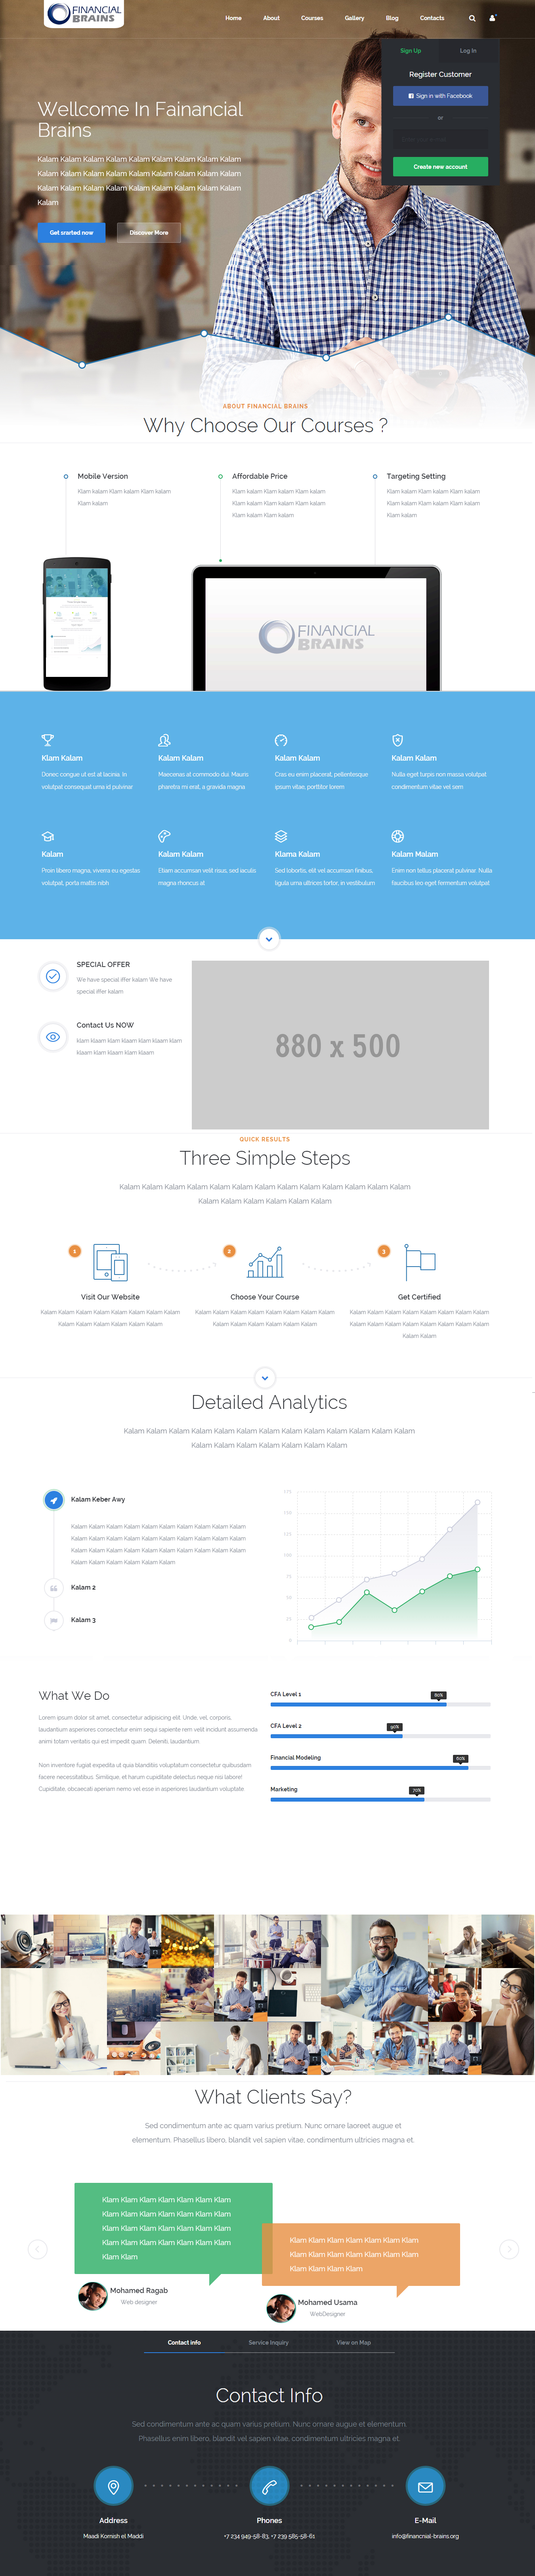 FINANCIAL
BRAINS
Home
About
Courses
Gallery
Blog
Contacts
Sign Up
Log In
Register Customer
Sign in with Facebook
or
Create new account
Wellcome In Fainancial
Brains
Kalam Kalam Kalam Kalam Kalam Kalam Kalam Kalam Kalam
Kalam Kalam Kalam Kalam Kalam Kalam Kalam Kalam Kalam
Kalam Kalam Kalam Kalam Kalam Kalam Kalam Kalam Kalam
Kalam
Get srarted now
Discover More
ABOUT FINANCIAL BRAINS
Why Choose Our Courses ?
Mobile Version
Klam kalam Klam kalam Klam kalam
Klam kalam
Affordable Price
Klam kalam Klam kalam Klam kalam
Klam kalam Klam kalam Klam kalam
Klam kalam Klam kalam
Targeting Setting
Klam kalam Klam kalam Klam kalam
Klam kalam Klam kalam Klam kalam
Klam kalam
FINANCIAL
BRAINS
Klam Kalam
Donec congue ut est at lacinia. In
volutpat consequat urna id pulvinar
Kalam Kalam
Maecenas at commodo dui. Mauris
pharetra mi erat, a gravida magna
Kalam Kalam
Cras eu enim placerat, pellentesque
ipsum vitae, porttitor lorem
Kalam Kalam
Nulla eget turpis non massa volutpat
condimentum vitae vel sem
Kalam
Proin libero magna, viverra eu egestas
volutpat, porta mattis nibh
Kalam Kalam
Etiam accumsan velit risus, sed iaculis
magna rhoncus at
Klama Kalam
Sed lobortis, elit vel accumsan finibus,
ligula urna ultrices tortor, in vestibulum
Kalam Malam
Enim non tellus placerat pulvinar. Nulla
faucibus leo eget fermentum volutpat
SPECIAL OFFER
We have special iffer kalam We have
special iffer kalam
Contact Us NOW
klam klaam klam klaam klam klaam klam
klaam klam klaam klam klaam
880 x 500
QUICK RESULTS
Three Simple Steps
Kalam Kalam Kalam Kalam Kalam Kalam Kalam Kalam Kalam Kalam Kalam Kalam Kalam
Kalam Kalam Kalam Kalam Kalam Kalam
1
2
3
Visit Our Website
Kalam Kalam Kalam Kalam Kalam Kalam Kalam Kalam
Kalam Kalam Kalam Kalam Kalam Kalam
Choose Your Course
Kalam Kalam Kalam Kalam Kalam Kalam Kalam Kalam
Kalam Kalam Kalam Kalam Kalam Kalam
Get Certified
Kalam Kalam Kalam Kalam Kalam Kalam Kalam Kalam
Kalam Kalam Kalam Kalam Kalam Kalam Kalam Kalam
Kalam Kalam
Detailed Analytics
Kalam Kalam Kalam Kalam Kalam Kalam Kalam Kalam Kalam Kalam Kalam Kalam Kalam
Kalam Kalam Kalam Kalam Kalam Kalam Kalam
Kalam Keber Awy
Kalam Kalam Kalam Kalam Kalam Kalam Kalam Kalam Kalam Kalam
Kalam Kalam Kalam Kalam Kalam Kalam Kalam Kalam Kalam Kalam
Kalam Kalam Kalam Kalam Kalam Kalam Kalam Kalam Kalam Kalam
Kalam Kalam Kalam Kalam Kalam Kalam
Kalam 2
Kalam 3
175
150
125
100
75
50
25
0
What We Do
Lorem ipsum dolor sit amet, consectetur adipisicing elit. Unde, vel, corporis,
laudantium asperiores consectetur enim sequi sapiente rem velit incidunt assumenda
animi totam veritatis qui est impedit quam. Deleniti, laudantium.
Non inventore fugiat expedita ut quia blanditiis voluptatum consectetur quibusdam
facere necessitatibus. Similique, et harum cupiditate delectus neque nisi labore!
Cupiditate, obcaecati aperiam nemo vel esse in asperiores laudantium voluptate.
CFA Level 1
80%
CFA Level 2
90%
Financial Modeling
60%
Marketing
70%
What Clients Say?
Sed condimentum ante ac quam varius pretium. Nunc ornare laoreet augue et
elementum. Phasellus libero, blandit vel sapien vitae, condimentum ultricies magna et.
Klam Klam Klam Klam Klam Klam Klam
Klam Klam Klam Klam Klam Klam Klam
Klam Klam Klam Klam Klam Klam Klam
Klam Klam Klam Klam Klam Klam Klam
Klam Klam
Mohamed Ragab
Web designer
Klam Klam Klam Klam Klam Klam Klam
Klam Klam Klam Klam Klam Klam Klam
Klam Klam Klam Klam
Mohamed Usama
WebDesigner
Contact info
Service Inquiry
View on Map
Contact Info
Sed condimentum ante ac quam varius pretium. Nunc ornare augue et elementum.
Phasellus enim libero, blandit vel sapien vitae, condimentum ultricies magna et.
Address
Maadi Kornish el Maddi
Phones
+7 234 949-58-83, +7 239 585-58-61
E-Mail
info@financnial-brains.org